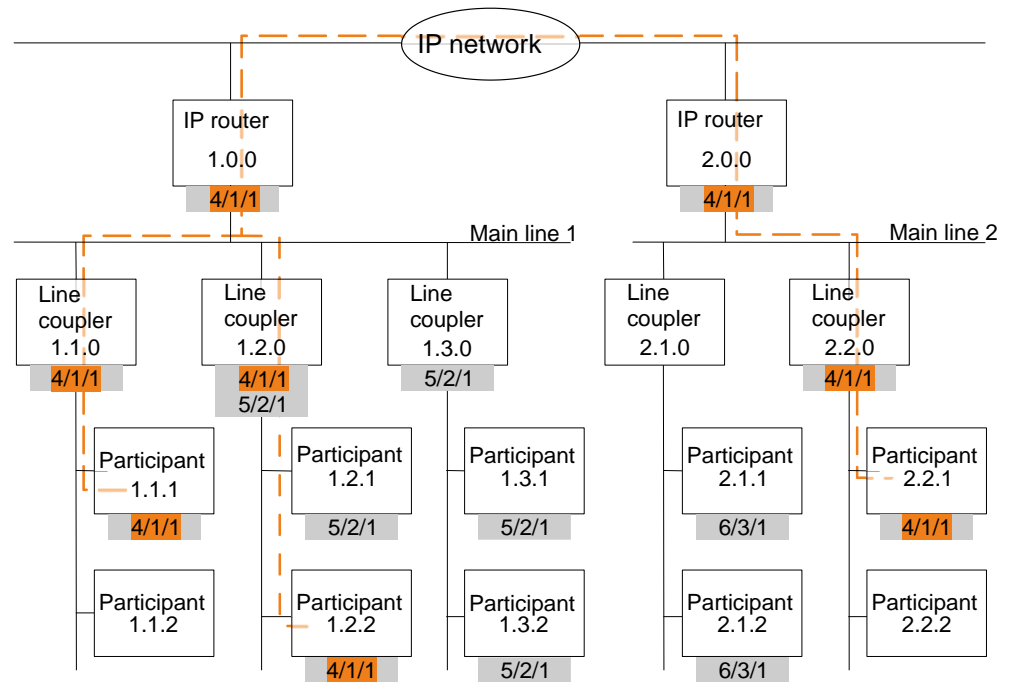 IP network
IP router
1.0.0
4/1/1
IP router
2.0.0
4/1/1
Main line 1
Main line 2
Line
coupler
1.1.0
4/1/1
Line
coupler
1.2.0
4/1/1
5/2/1
Line
coupler
1.3.0
5/2/1
Line
coupler
2.1.0
Line
coupler
2.2.0
4/1/1
Participant
1.1.1
4/1/1
Participant
1.2.1
5/2/1
Participant
1.3.1
5/2/1
Participant
2.1.1
6/3/1
Participant
2.2.1
4/1/1
Participant
1.1.2
Participant
1.2.2
4/1/1
Participant
1.3.2
5/2/1
Participant
2.1.2
6/3/1
Participant
2.2.2